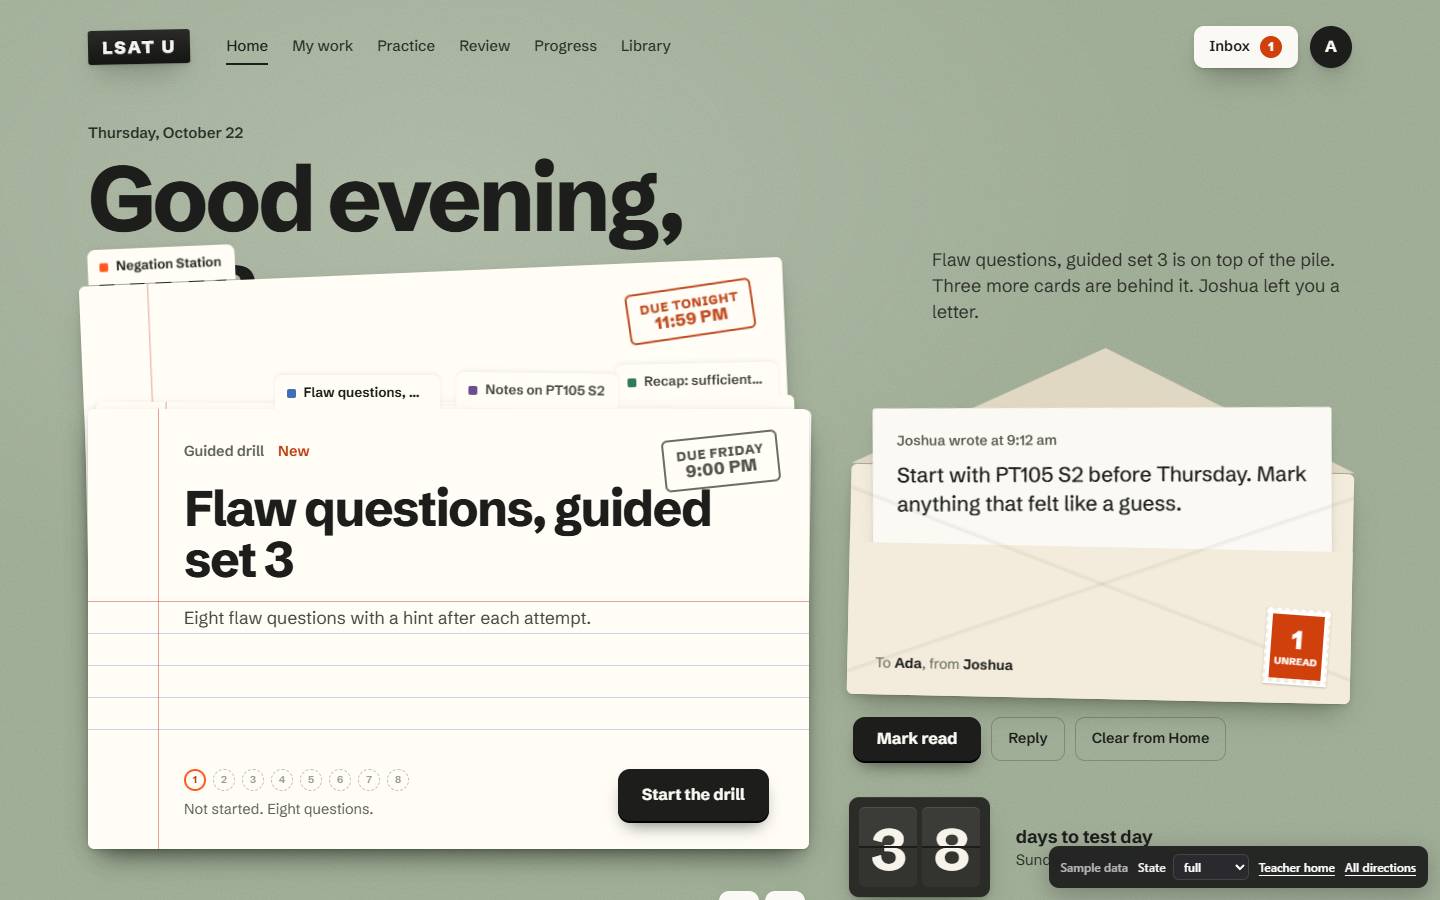 LSAT U
Home
My work
Practice
Review
Progress
Library
Inbox 1
A
Thursday, October 22
Good evening,
Flaw questions, guided set 3 is on top of the pile.
Three more cards are behind it. Joshua left you a
letter.
Negation Station
DUE TONIGHT
11:59 PM
Flaw questions, ...
Notes on PT105 S2
Recap: sufficient...
Guided drill New
DUE FRIDAY
9:00 PM
Flaw questions, guided
set 3
Eight flaw questions with a hint after each attempt.
1 2 3 4 5 6 7 8
Not started. Eight questions.
Start the drill
Joshua wrote at 9:12 am
Start with PT105 S2 before Thursday. Mark
anything that felt like a guess.
To Ada, from Joshua
1
UNREAD
Mark read
Reply
Clear from Home
38
days to test day
Sample data State full Teacher home All directions